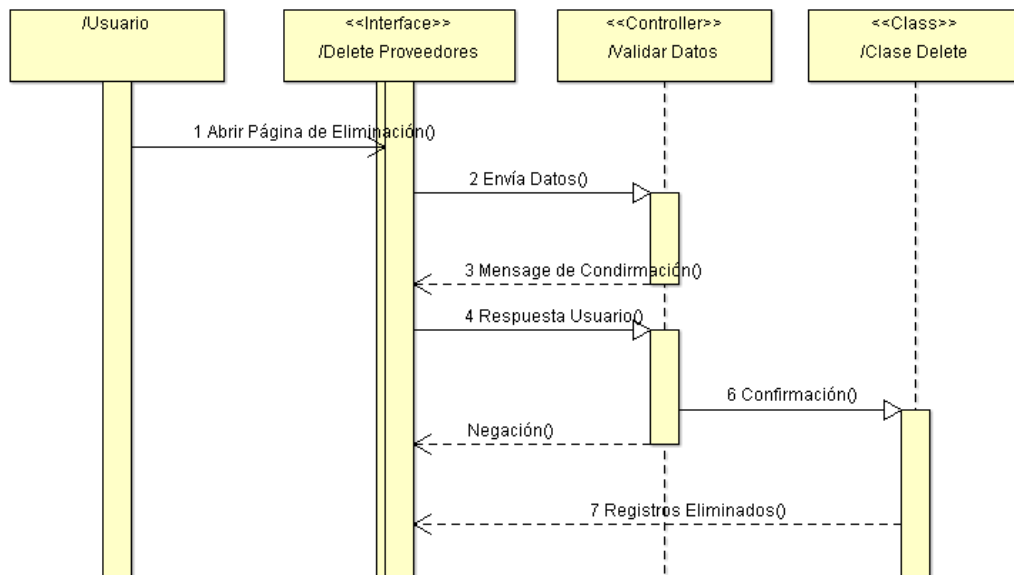 /Usuario
<<Interface>>
/Delete Proveedores
<<Controller>>
/Validar Datos
<<Class>>
/Clase Delete
1 Abrir Página de Eliminación()
2 Envía Datos()
3 Mensage de Condirmación()
4 Respuesta Usuario()
6 Confirmación()
Negación()
7 Registros Eliminados()